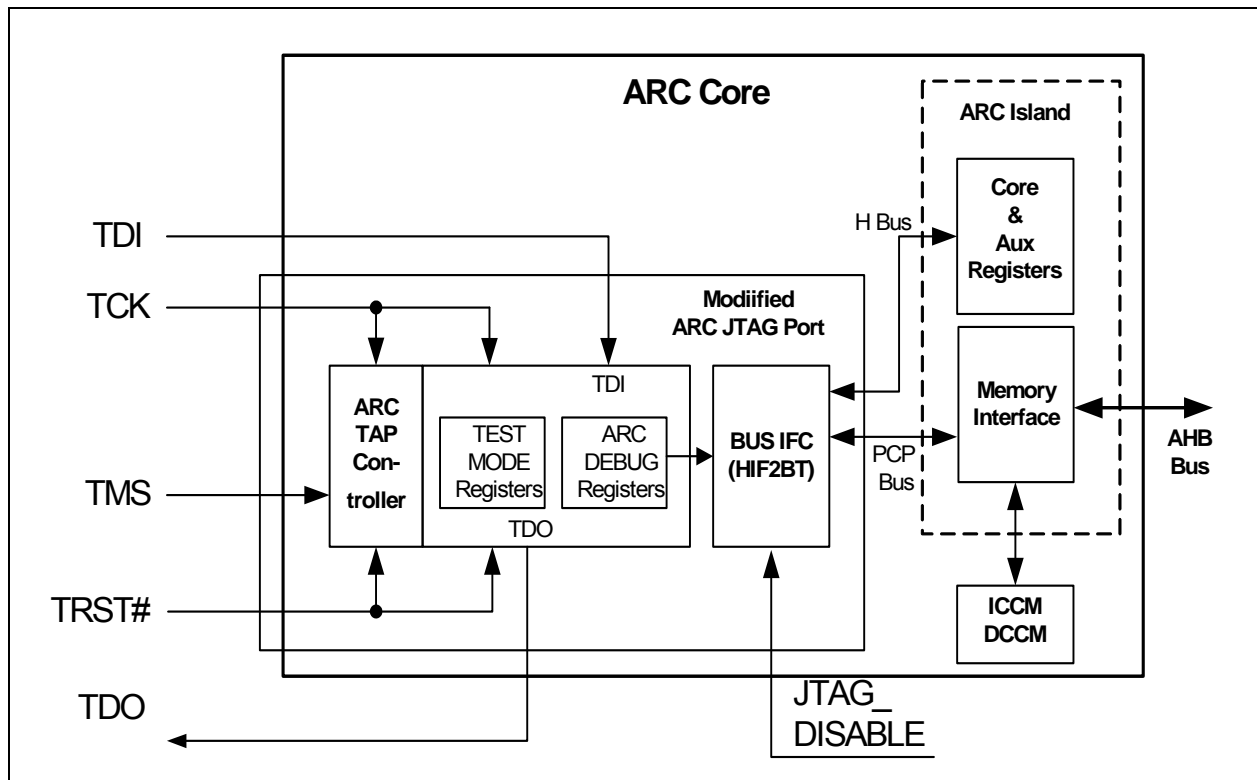 ARC Core
ARC Island
Core
&
Aux
Registers
H Bus
TDI
TCK
Modiified
ARC JTAG Port
TDI
ARC
TAP
Con-
troller
TEST
MODE
Registers
ARC
DEBUG
Registers
BUS IFC
(HIF2BT)
Memory
Interface
AHB
Bus
PCP
Bus
TMS
TDO
TRST#
ICCM
DCCM
TDO
JTAG_
DISABLE